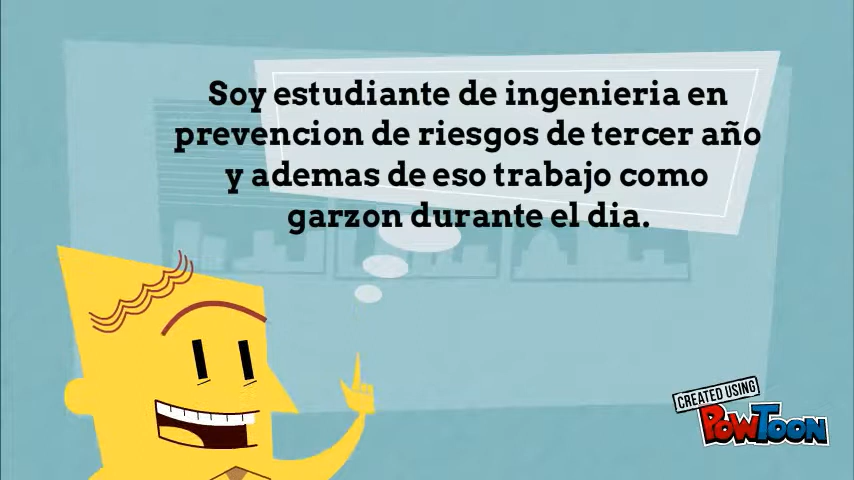 Soy estudiante de ingenieria en
prevencion de riesgos de tercer año
y ademas de eso trabajo como
garzon durante el dia.
CREATED USING
POWTOON